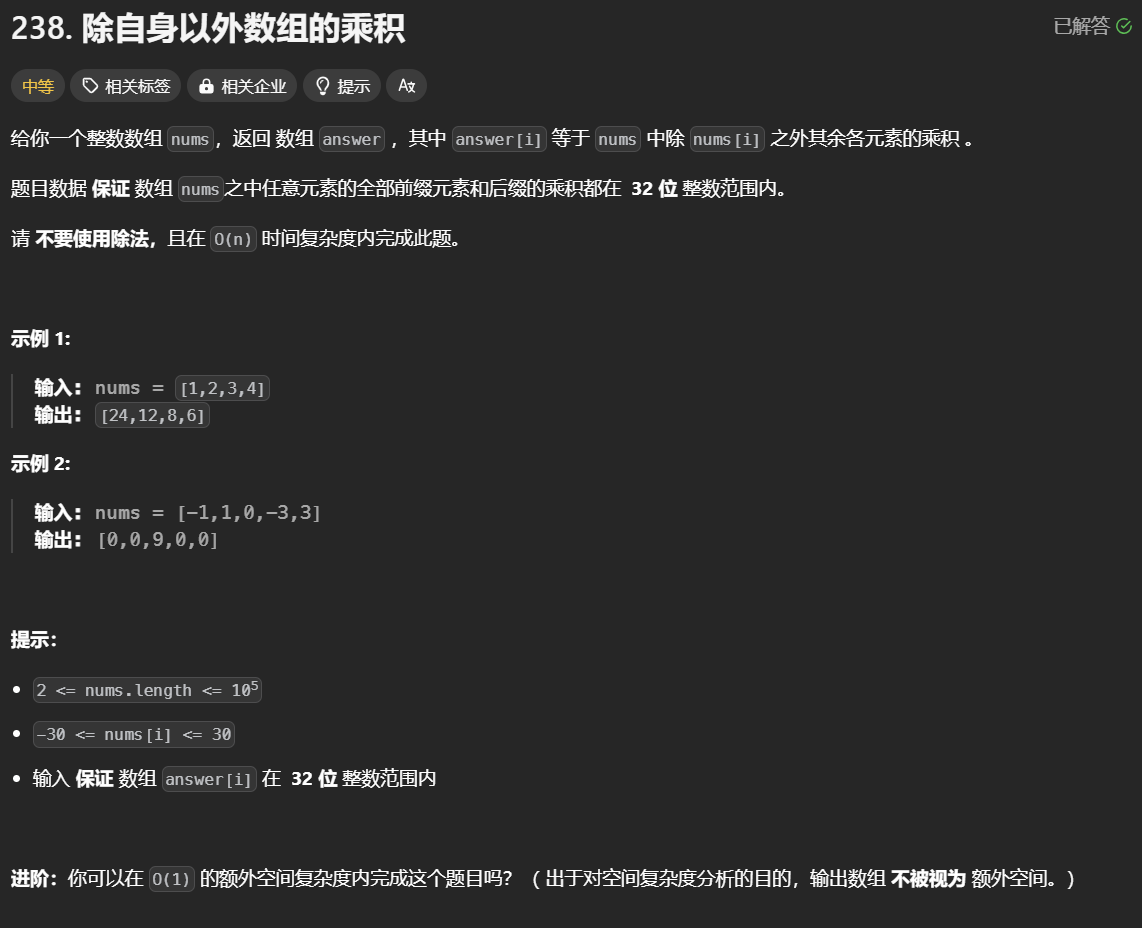 238. 除自身以外数组的乘积
已解答
中等 相关标签 相关企业 提示 Aあ
给你一个整数数组 nums，返回 数组 answer ，其中 answer[i] 等于 nums 中除 nums[i] 之外其余各元素的乘积 。
题目数据 保证 数组 nums之中任意元素的全部前缀元素和后缀的乘积都在 32 位 整数范围内。
请 不要使用除法，且在 O(n) 时间复杂度内完成此题。
示例 1:
输入: nums = [1,2,3,4]
输出: [24,12,8,6]
示例 2:
输入: nums = [-1,1,0,-3,3]
输出: [0,0,9,0,0]
提示：
2 <= nums.length <= 10⁵
-30 <= nums[i] <= 30
输入 保证 数组 answer[i] 在 32 位 整数范围内
进阶：你可以在 O(1) 的额外空间复杂度内完成这个题目吗？（ 出于对空间复杂度分析的目的，输出数组 不被视为 额外空间。）